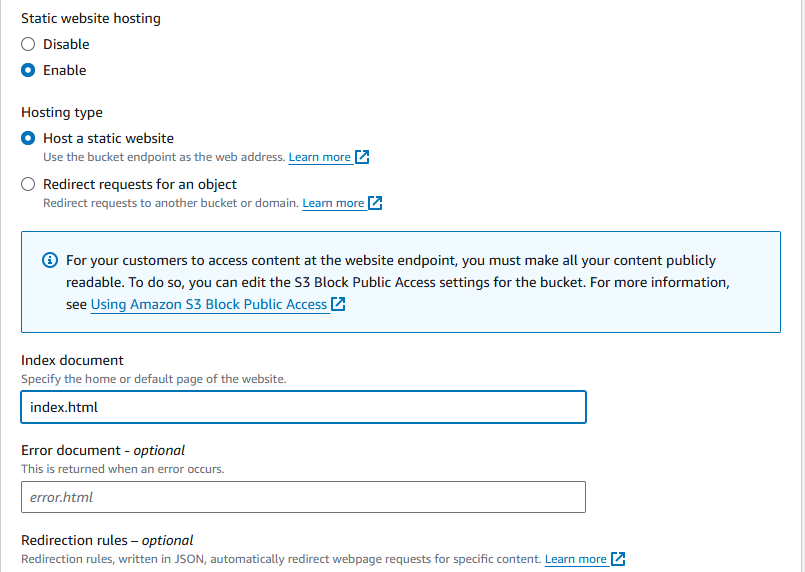 Static website hosting
Disable
Enable
Hosting type
Host a static website
Use the bucket endpoint as the web address. Learn more
Redirect requests for an object
Redirect requests to another bucket or domain. Learn more
For your customers to access content at the website endpoint, you must make all your content publicly
readable. To do so, you can edit the S3 Block Public Access settings for the bucket. For more information,
see Using Amazon S3 Block Public Access
Index document
Specify the home or default page of the website.
index.html
Error document - optional
This is returned when an error occurs.
error.html
Redirection rules – optional
Redirection rules, written in JSON, automatically redirect webpage requests for specific content. Learn more